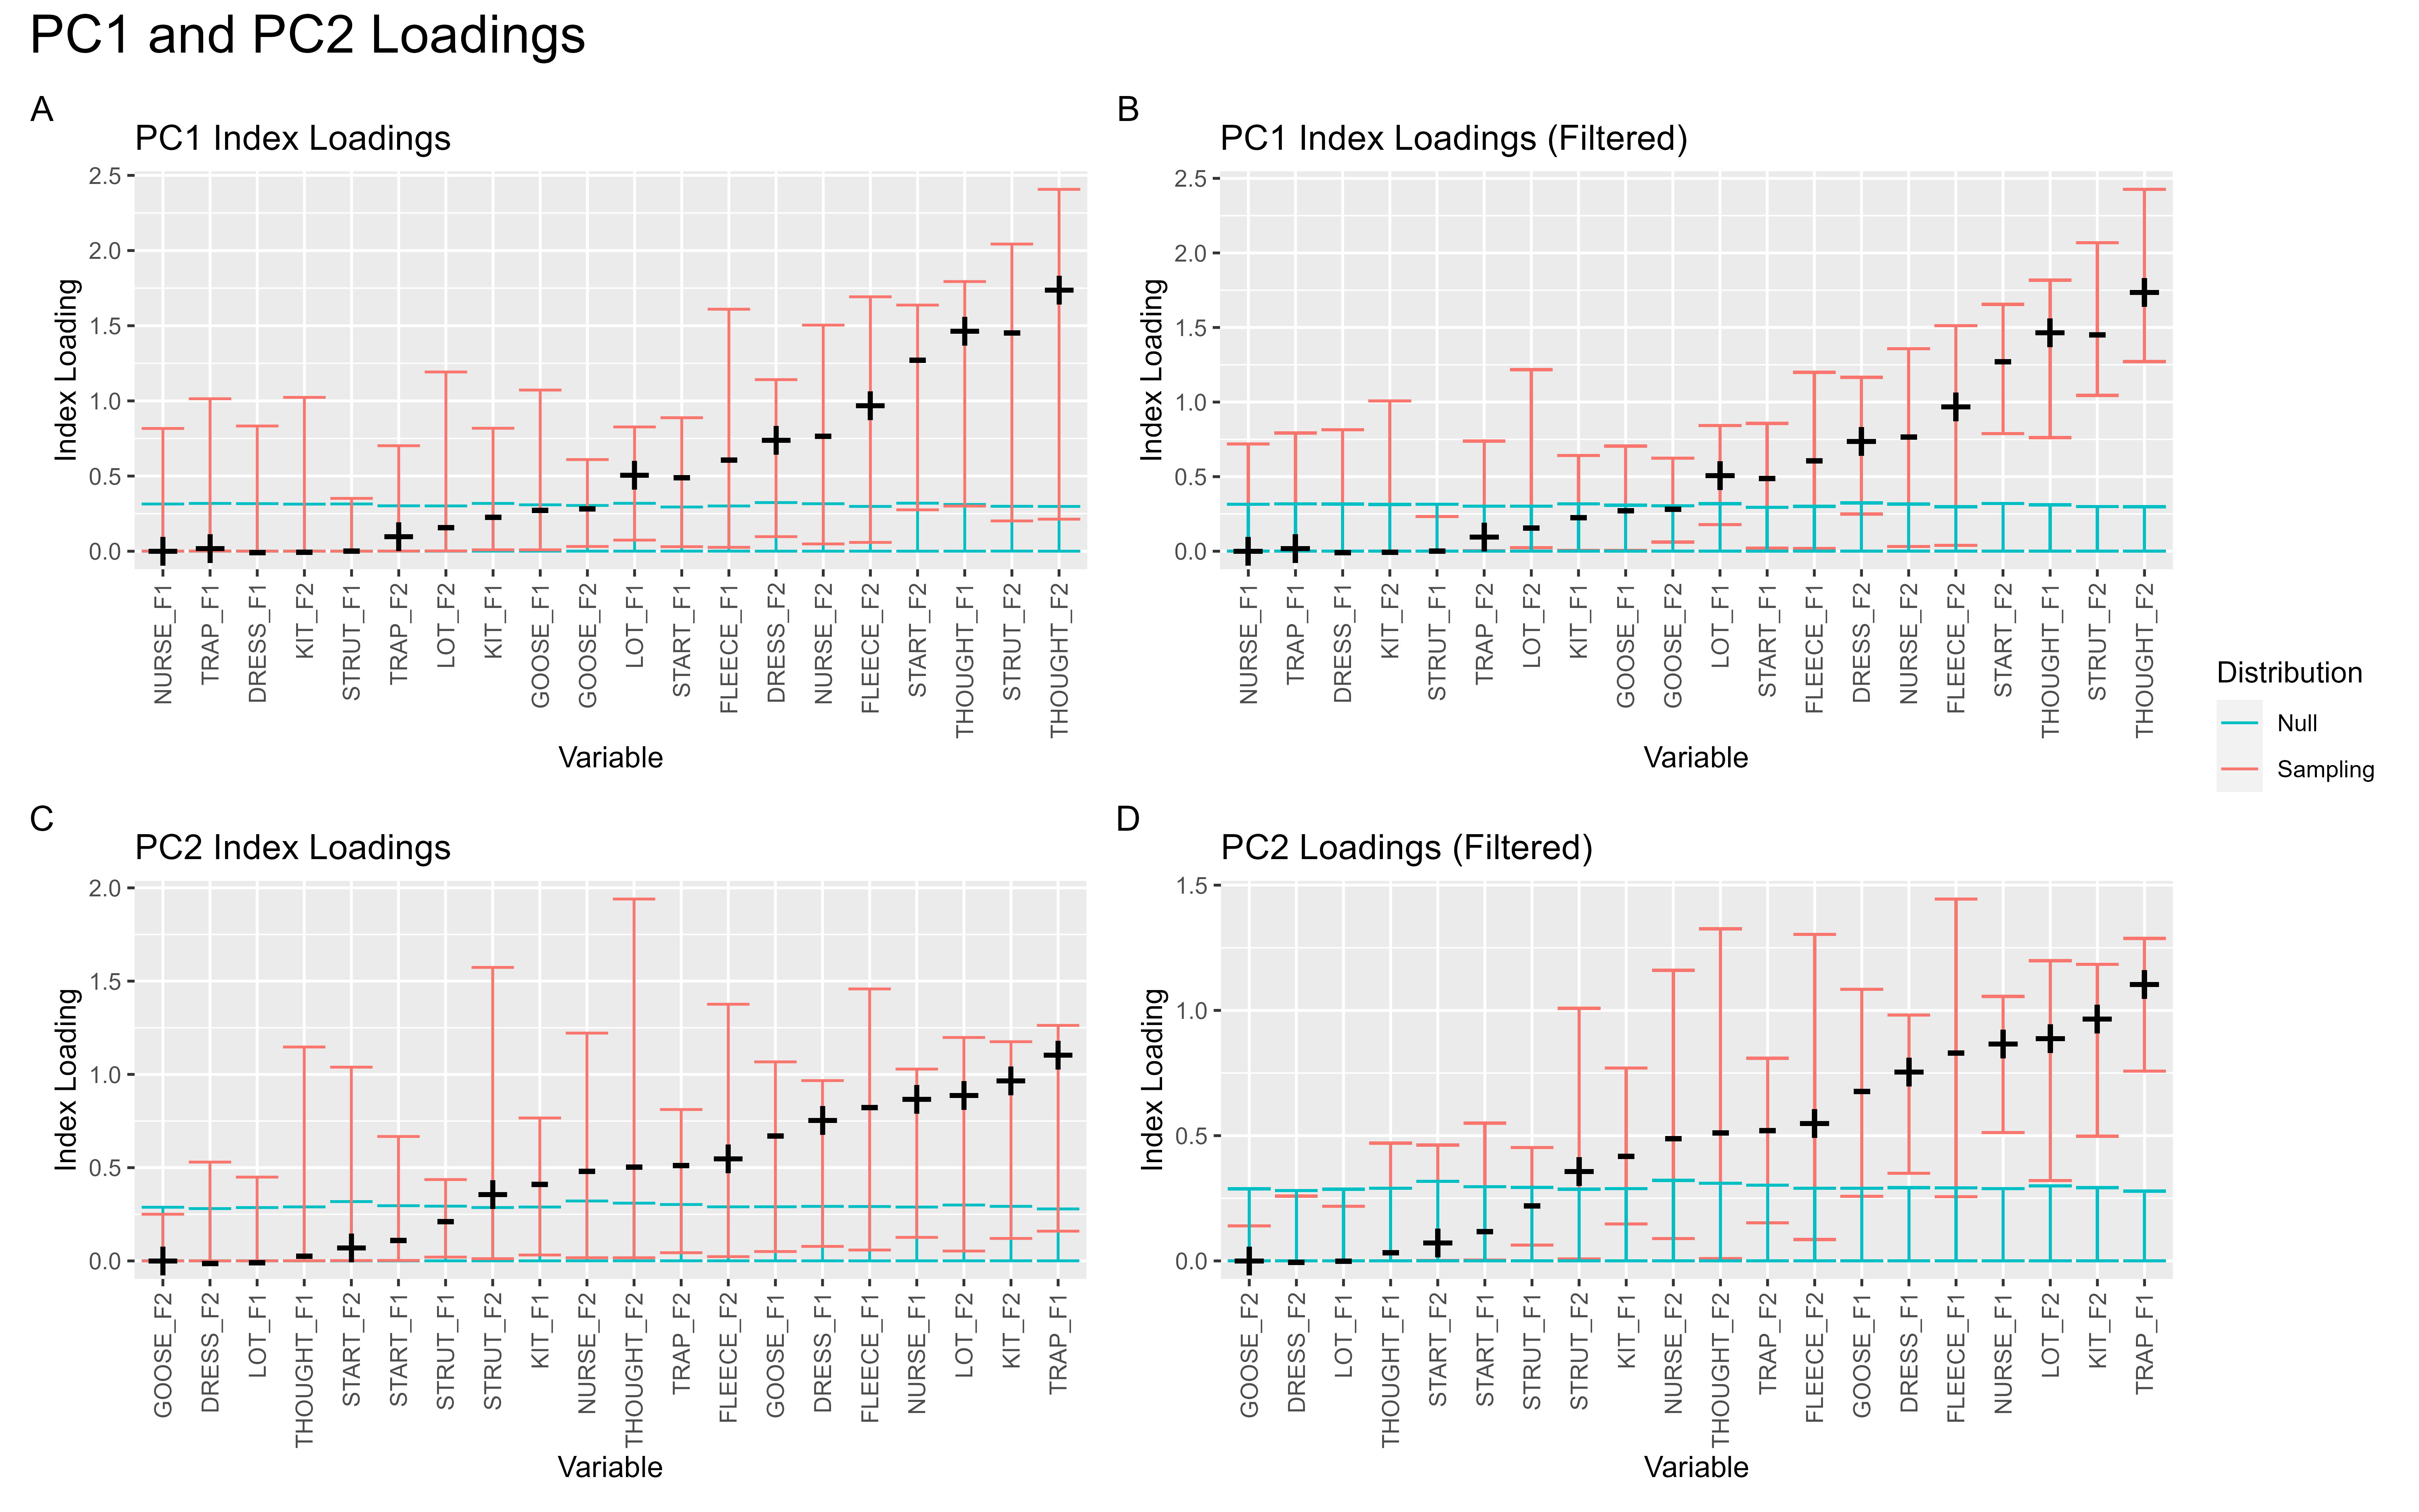 PC1 and PC2 Loadings
A
PC1 Index Loadings
Index Loading
2.5
2.0
1.5
1.0
0.5
0.0
NURSE_F1
TRAP_F1
DRESS_F1
KIT_F2
STRUT_F1
TRAP_F2
LOT_F2
KIT_F1
GOOSE_F1
GOOSE_F2
LOT_F1
START_F1
FLEECE_F1
DRESS_F2
NURSE_F2
FLEECE_F2
START_F2
THOUGHT_F1
STRUT_F2
THOUGHT_F2
Variable
B
PC1 Index Loadings (Filtered)
Index Loading
2.5
2.0
1.5
1.0
0.5
0.0
NURSE_F1
TRAP_F1
DRESS_F1
KIT_F2
STRUT_F1
TRAP_F2
LOT_F2
KIT_F1
GOOSE_F1
GOOSE_F2
LOT_F1
START_F1
FLEECE_F1
DRESS_F2
NURSE_F2
FLEECE_F2
START_F2
THOUGHT_F1
STRUT_F2
THOUGHT_F2
Variable
Distribution
Null
Sampling
C
PC2 Index Loadings
Index Loading
2.0
1.5
1.0
0.5
0.0
GOOSE_F2
DRESS_F2
LOT_F1
THOUGHT_F1
START_F2
START_F1
STRUT_F1
STRUT_F2
KIT_F1
NURSE_F2
THOUGHT_F2
TRAP_F2
FLEECE_F2
GOOSE_F1
DRESS_F1
FLEECE_F1
NURSE_F1
LOT_F2
KIT_F2
TRAP_F1
Variable
D
PC2 Loadings (Filtered)
Index Loading
1.5
1.0
0.5
0.0
GOOSE_F2
DRESS_F2
LOT_F1
THOUGHT_F1
START_F2
START_F1
STRUT_F1
STRUT_F2
KIT_F1
NURSE_F2
THOUGHT_F2
TRAP_F2
FLEECE_F2
GOOSE_F1
DRESS_F1
FLEECE_F1
NURSE_F1
LOT_F2
KIT_F2
TRAP_F1
Variable